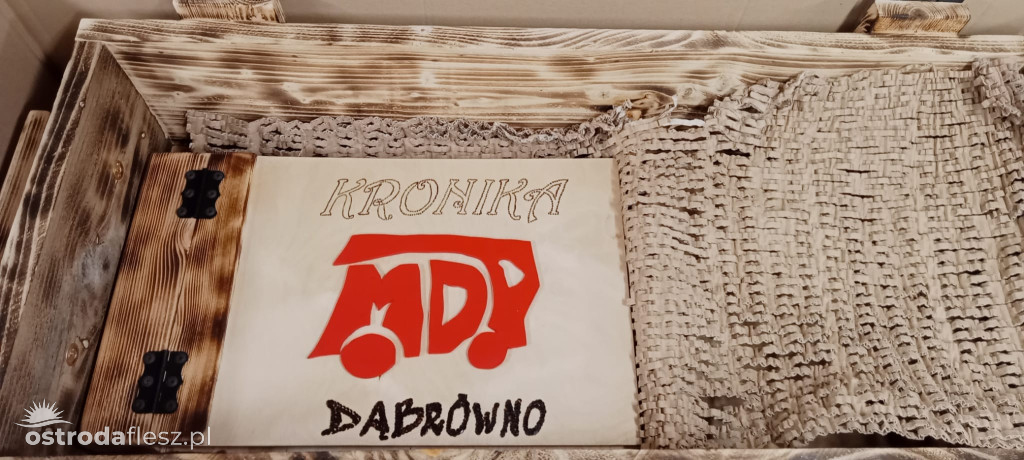 KRONIKA
MDP
DĄBRÓWNO
ostrodaflesz.pl